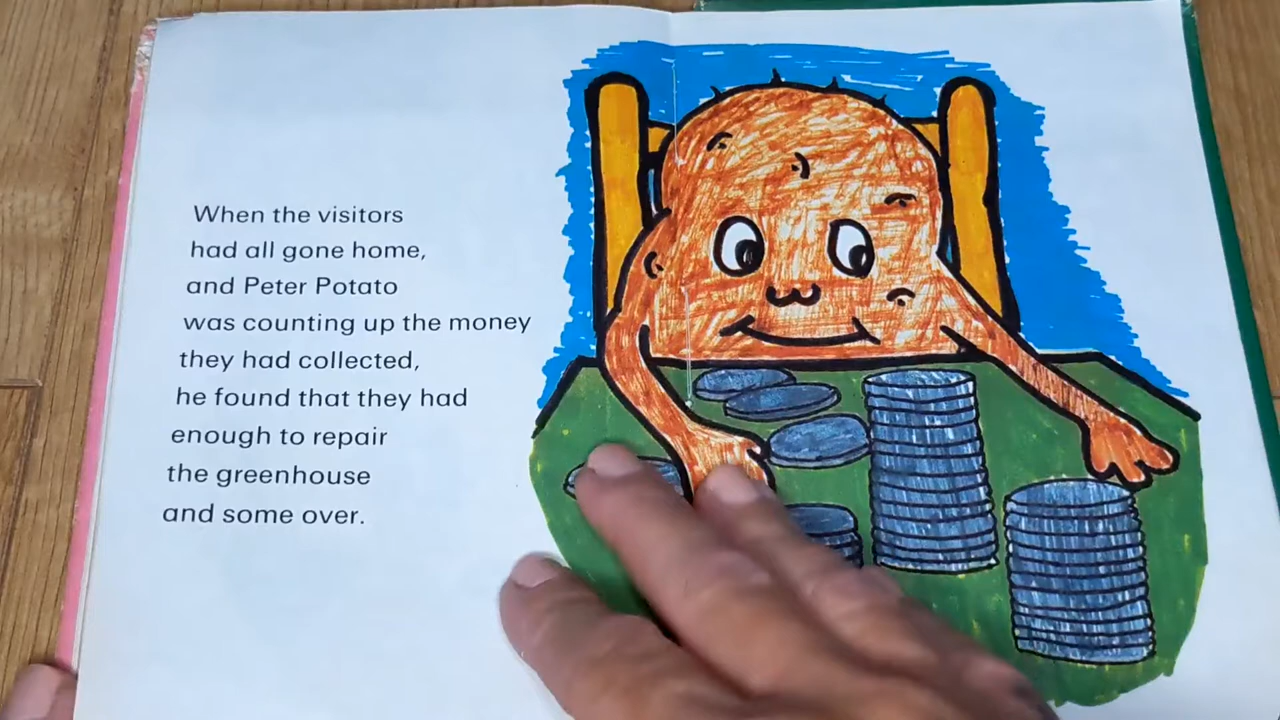 When the visitors
had all gone home,
and Peter Potato
was counting up the money
they had collected,
he found that they had
enough to repair
the greenhouse
and some over.